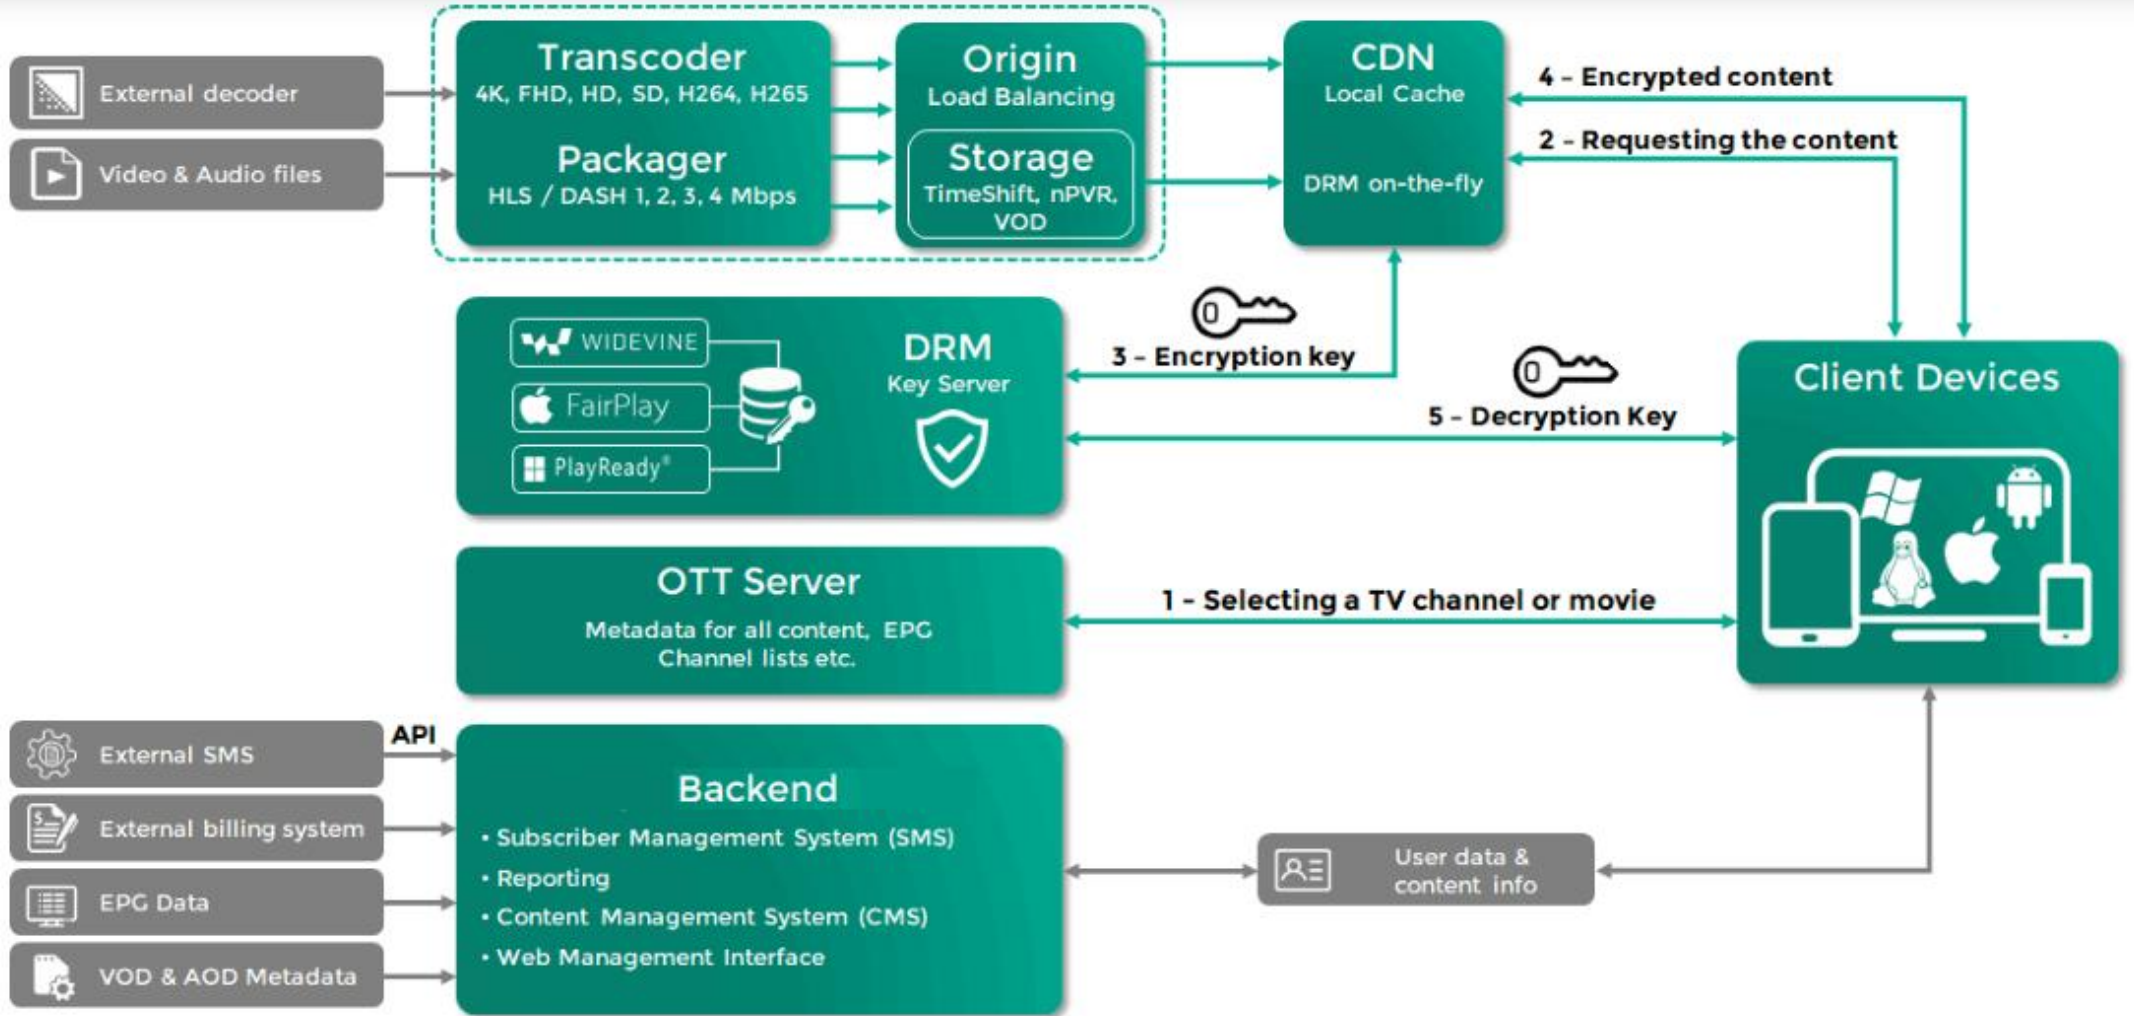 External decoder
Video & Audio files
Transcoder
4K, FHD, HD, SD, H264, H265
Packager
HLS / DASH 1, 2, 3, 4 Mbps
Origin
Load Balancing
Storage
TimeShift, nPVR,
VOD
CDN
Local Cache
DRM on-the-fly
4 - Encrypted content
2 - Requesting the content
WIDEVINE
FairPlay
PlayReady®
DRM
Key Server
3 - Encryption key
5 - Decryption Key
Client Devices
OTT Server
Metadata for all content, EPG
Channel lists etc.
1 - Selecting a TV channel or movie
External SMS
API
External billing system
EPG Data
VOD & AOD Metadata
Backend
• Subscriber Management System (SMS)
• Reporting
• Content Management System (CMS)
• Web Management Interface
User data &
content info